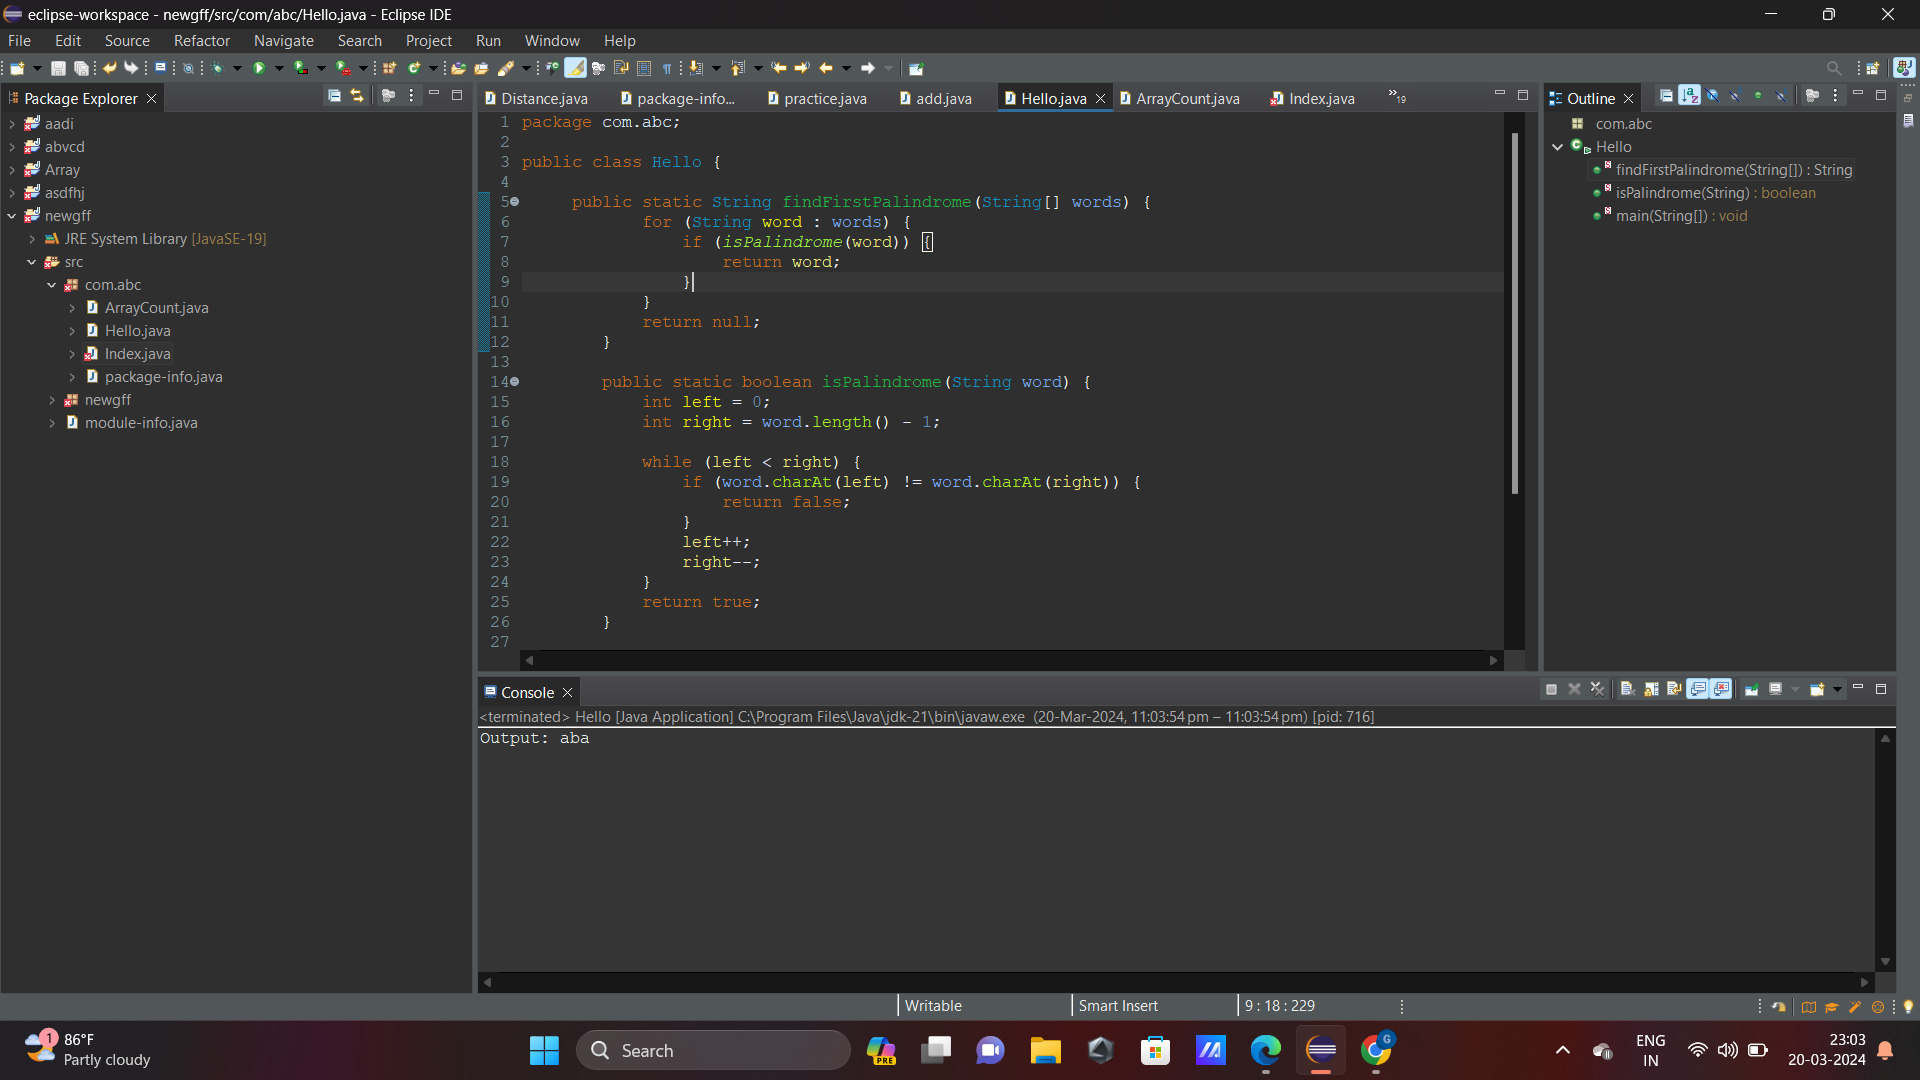 eclipse-workspace - newgff/src/com/abc/Hello.java - Eclipse IDE
File Edit Source Refactor Navigate Search Project Run Window Help
Package Explorer
aadi
abvcd
Array
asdfhj
newgff
JRE System Library [JavaSE-19]
src
com.abc
ArrayCount.java
Hello.java
Index.java
package-info.java
newgff
module-info.java
Distance.java package-info... practice.java add.java Hello.java ArrayCount.java Index.java »19
1 package com.abc;
2
3 public class Hello {
4
5 public static String findFirstPalindrome(String[] words) {
6 for (String word : words) {
7 if (isPalindrome(word)) {
8 return word;
9 }
10 }
11 return null;
12 }
13
14 public static boolean isPalindrome(String word) {
15 int left = 0;
16 int right = word.length() - 1;
17
18 while (left < right) {
19 if (word.charAt(left) != word.charAt(right)) {
20 return false;
21 }
22 left++;
23 right--;
24 }
25 return true;
26 }
27
Outline
com.abc
Hello
findFirstPalindrome(String[]) : String
isPalindrome(String) : boolean
main(String[]) : void
Console
<terminated> Hello [Java Application] C:\Program Files\Java\jdk-21\bin\javaw.exe (20-Mar-2024, 11:03:54 pm – 11:03:54 pm) [pid: 716]
Output: aba
Writable Smart Insert 9 : 18 : 229
1
86°F
Partly cloudy
Search
PRE
G
ENG
IN
23:03
20-03-2024